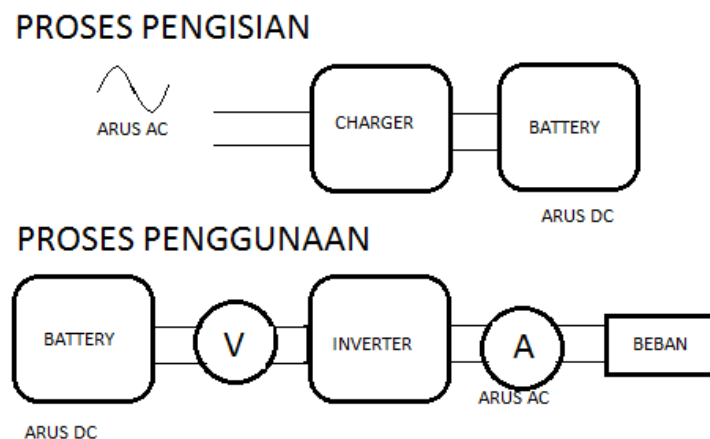 PROSES PENGISIAN
ARUS AC
CHARGER
BATTERY
ARUS DC
PROSES PENGGUNAAN
BATTERY
V
INVERTER
A
BEBAN
ARUS AC
ARUS DC